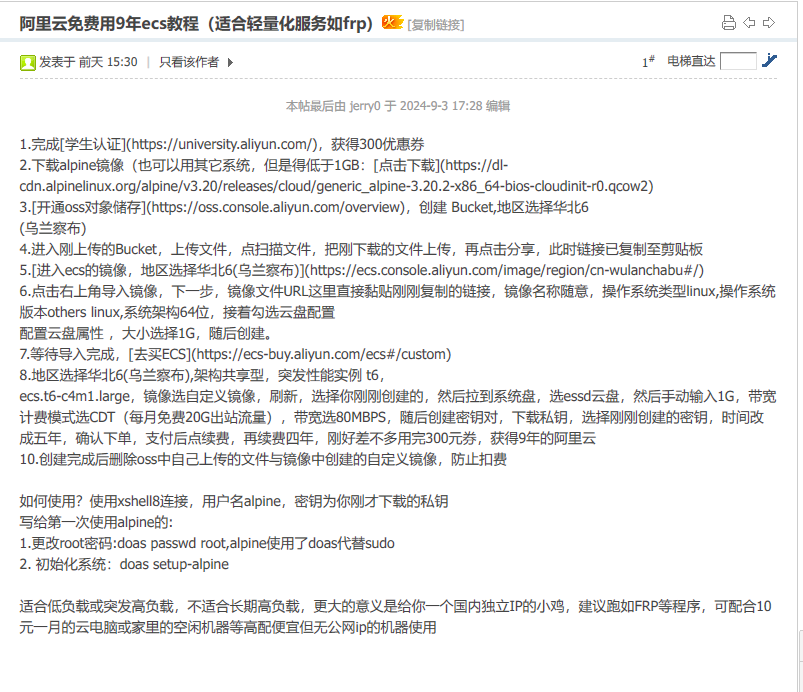 阿里云免费用9年ecs教程（适合轻量化服务如frp） 火 [复制链接]
发表于 前天 15:30 | 只看该作者
1# 电梯直达
本帖最后由 jerry0 于 2024-9-3 17:28 编辑
1.完成[学生认证](https://university.aliyun.com/)，获得300优惠券
2.下载alpine镜像（也可以用其它系统，但是得低于1GB：[点击下载](https://dl-
cdn.alpinelinux.org/alpine/v3.20/releases/cloud/generic_alpine-3.20.2-x86_64-bios-cloudinit-r0.qcow2)
3.[开通oss对象储存](https://oss.console.aliyun.com/overview)，创建 Bucket,地区选择华北6
(乌兰察布)
4.进入刚上传的Bucket，上传文件，点扫描文件，把刚下载的文件上传，再点击分享，此时链接已复制至剪贴板
5.[进入ecs的镜像，地区选择华北6(乌兰察布)](https://ecs.console.aliyun.com/image/region/cn-wulanchabu#/)
6.点击右上角导入镜像，下一步，镜像文件URL这里直接黏贴刚刚复制的链接，镜像名称随意，操作系统类型linux,操作系统
版本others linux,系统架构64位，接着勾选云盘配置
配置云盘属性 ，大小选择1G，随后创建。
7.等待导入完成，[去买ECS](https://ecs-buy.aliyun.com/ecs#/custom)
8.地区选择华北6(乌兰察布),架构共享型，突发性能实例 t6，
ecs.t6-c4m1.large，镜像选自定义镜像，刷新，选择你刚刚创建的，然后拉到系统盘，选essd云盘，然后手动输入1G，带宽
计费模式选CDT（每月免费20G出站流量），带宽选80MBPS，随后创建密钥对，下载私钥，选择刚刚创建的密钥，时间改
成五年，确认下单，支付后点续费，再续费四年，刚好差不多用完300元券，获得9年的阿里云
10.创建完成后删除oss中自己上传的文件与镜像中创建的自定义镜像，防止扣费
如何使用？使用xshell8连接，用户名alpine，密钥为你刚才下载的私钥
写给第一次使用alpine的:
1.更改root密码:doas passwd root,alpine使用了doas代替sudo
2. 初始化系统：doas setup-alpine
适合低负载或突发高负载，不适合长期高负载，更大的意义是给你一个国内独立IP的小鸡，建议跑如FRP等程序，可配合10
元一月的云电脑或家里的空闲机器等高配便宜但无公网ip的机器使用